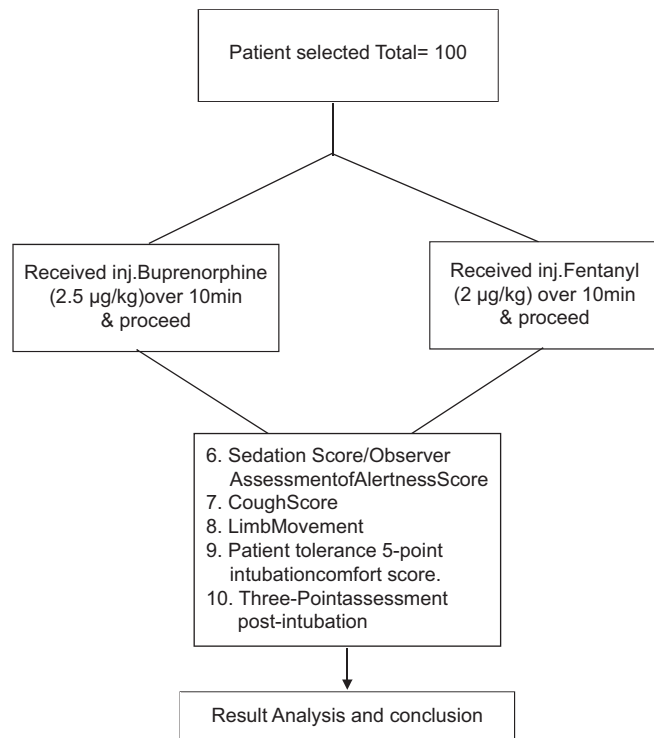 Patient selected Total= 100
Received inj.Buprenorphine
(2.5 µg/kg)over 10min
& proceed
Received inj.Fentanyl
(2 µg/kg) over 10min
& proceed
6. Sedation Score/Observer
AssessmentofAlertnessScore
7. CoughScore
8. LimbMovement
9. Patient tolerance 5-point
intubationcomfort score.
10. Three-Pointassessment
post-intubation
Result Analysis and conclusion